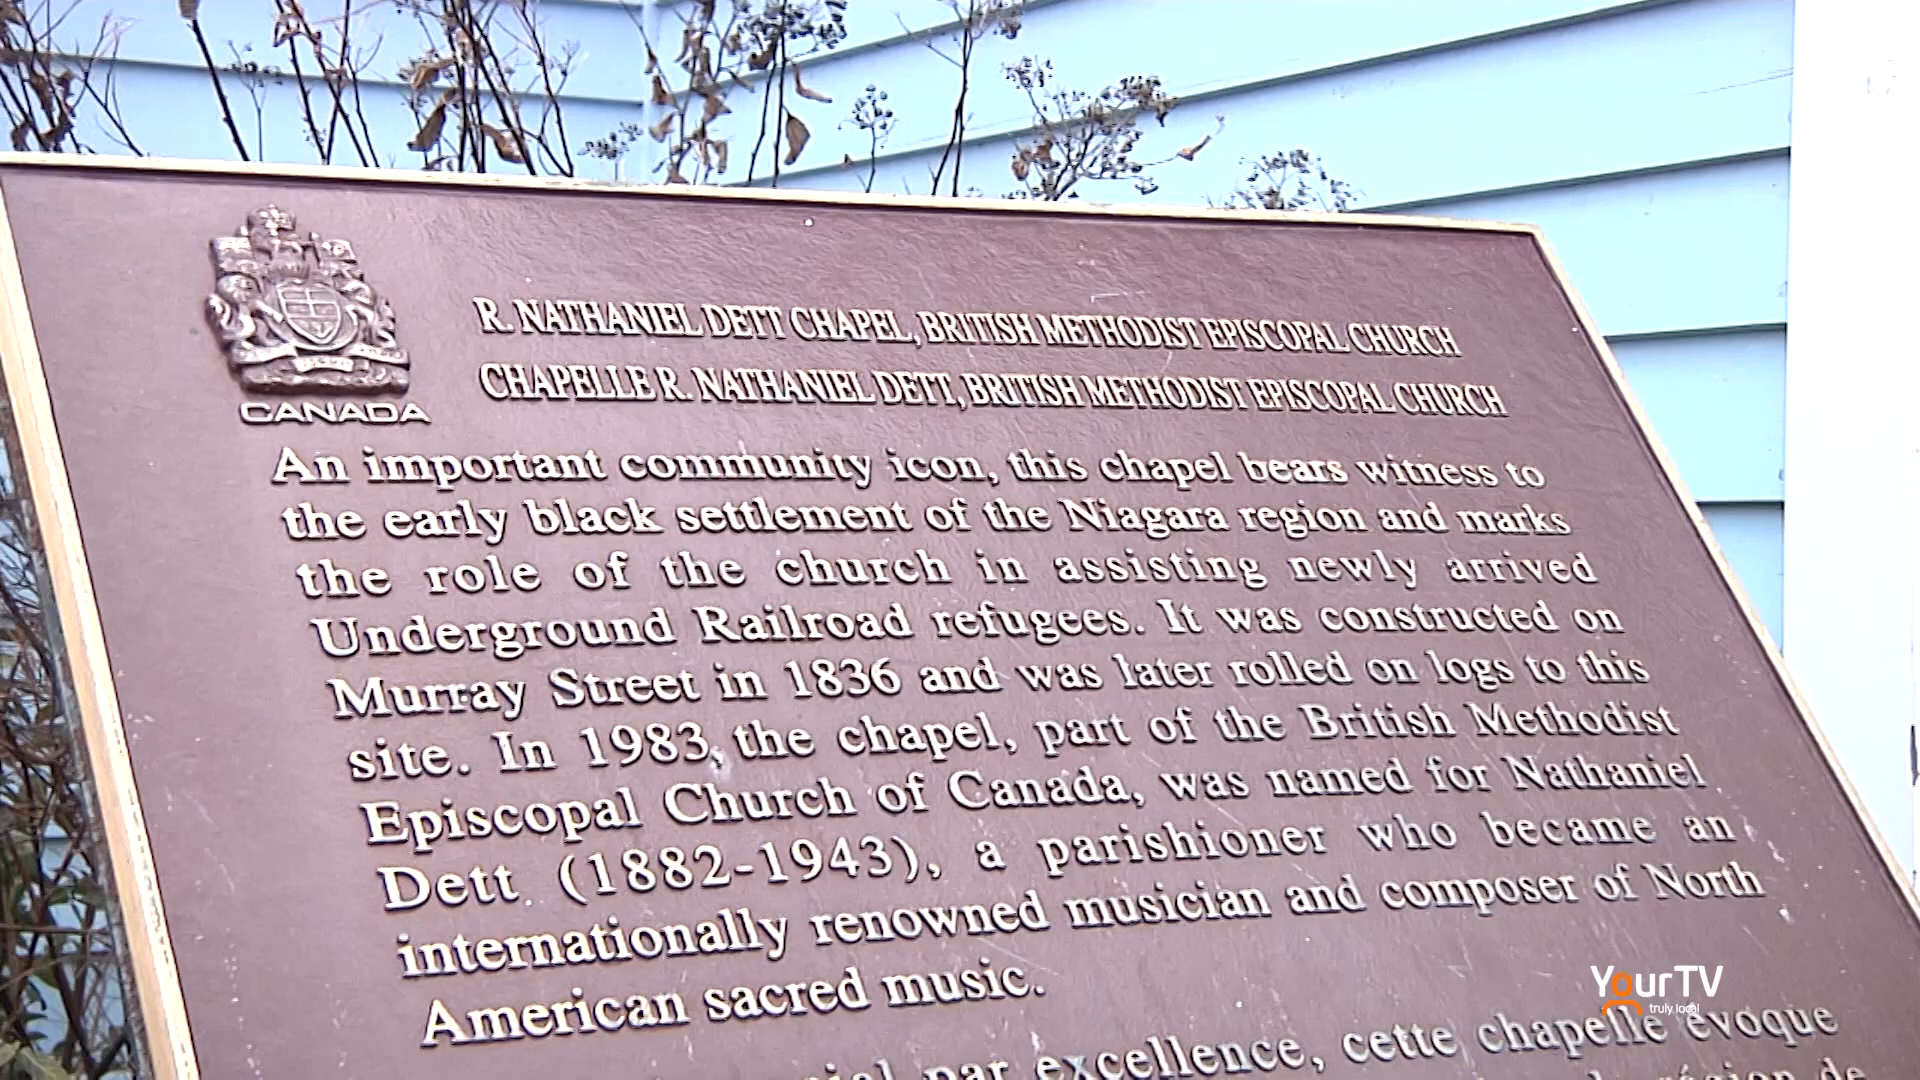 R. NATHANIEL DETT CHAPEL, BRITISH METHODIST EPISCOPAL CHURCH
CHAPELLE R. NATHANIEL DETT, BRITISH METHODIST EPISCOPAL CHURCH
CANADA
An important community icon, this chapel bears witness to
the early black settlement of the Niagara region and marks
the role of the church in assisting newly arrived
Underground Railroad refugees. It was constructed on
Murray Street in 1836 and was later rolled on logs to this
site. In 1983, the chapel, part of the British Methodist
Episcopal Church of Canada, was named for Nathaniel
Dett (1882-1943), a parishioner who became an
internationally renowned musician and composer of North
American sacred music.
par excellence, cette chapelle évoque
région de
YourTV
truly local